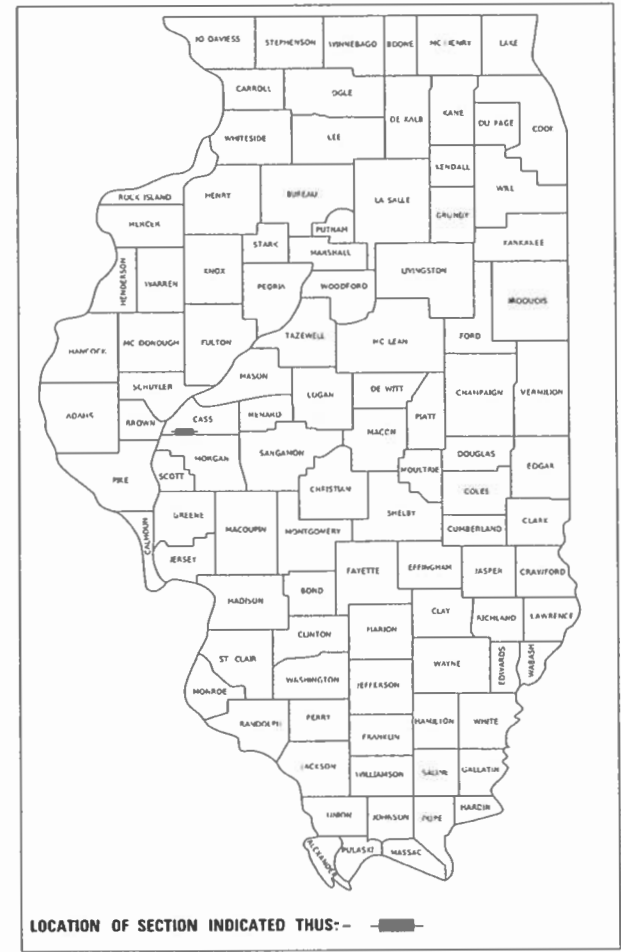 JO DAVIESS STEPHENSON WINNEBAGO BOONE MC HENRY LAKE
CARROLL OGLE
DE KALB KANE DU PAGE COOK
WHITESIDE LEE
KENDALL
WILL
ROCK ISLAND HENRY BUREAU LA SALLE
GRUNDY
MERCER
STARK PUTNAM
MARSHALL KANKAKEE
HENDERSON WARREN KNOX
PEORIA WOODFORD LIVINGSTON
IROQUOIS
HANCOCK MC DONOUGH FULTON TAZEWELL MC LEAN FORD
SCHUYLER MASON
LOGAN DE WITT
CHAMPAIGN VERMILION
ADAMS BROWN CASS MENARD
MACON PIATT
PIKE SCOTT MORGAN SANGAMON
MOULTRIE DOUGLAS EDGAR
CHRISTIAN COLES
GREENE
CALHOUN MACOUPIN MONTGOMERY SHELBY CUMBERLAND CLARK
JERSEY
FAYETTE EFFINGHAM JASPER CRAWFORD
MADISON BOND
CLAY RICHLAND LAWRENCE
CLINTON MARION
ST CLAIR WAYNE EDWARDS WABASH
WASHINGTON JEFFERSON
MONROE
RANDOLPH PERRY HAMILTON WHITE
FRANKLIN
JACKSON WILLIAMSON SALINE GALLATIN
UNION JOHNSON POPE HARDIN
ALEXANDER PULASKI MASSAC
LOCATION OF SECTION INDICATED THUS:-